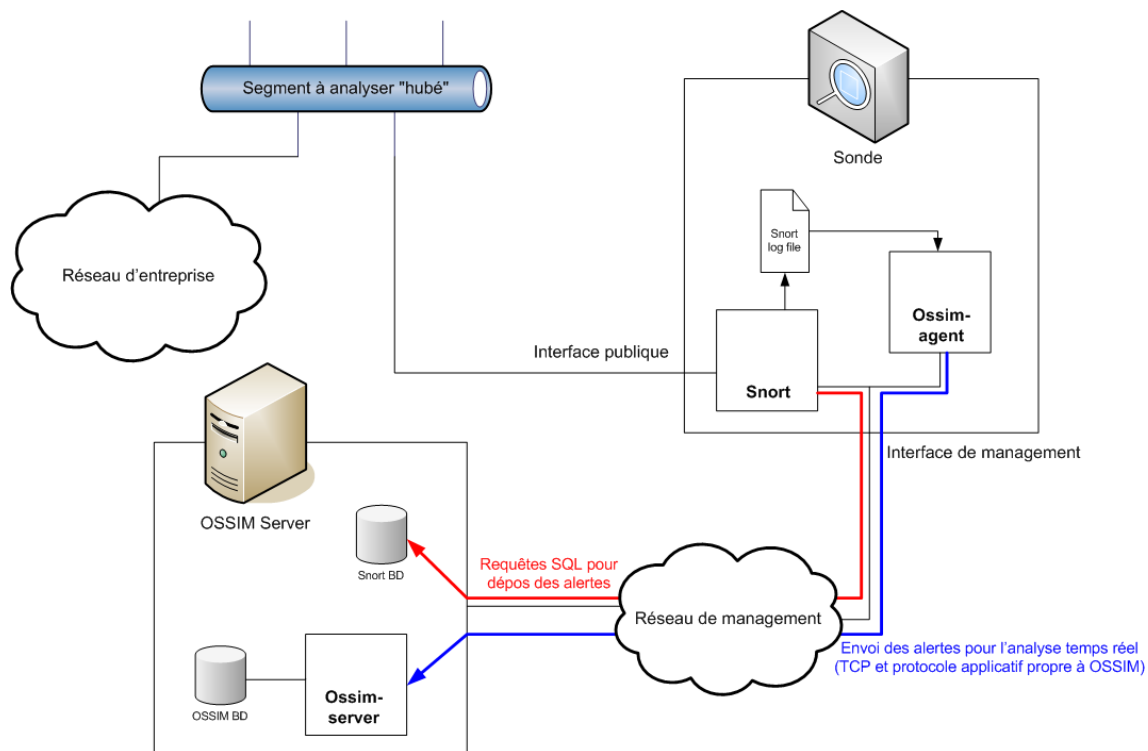 Segment à analyser "hubé"
Sonde
Réseau d'entreprise
Snort
log file
Ossim-
agent
Interface publique
Snort
Interface de management
OSSIM Server
Snort BD
Requêtes SQL pour
dépos des alertes
Réseau de management
Envoi des alertes pour l'analyse temps réel
(TCP et protocole applicatif propre à OSSIM)
OSSIM BD
Ossim-
server